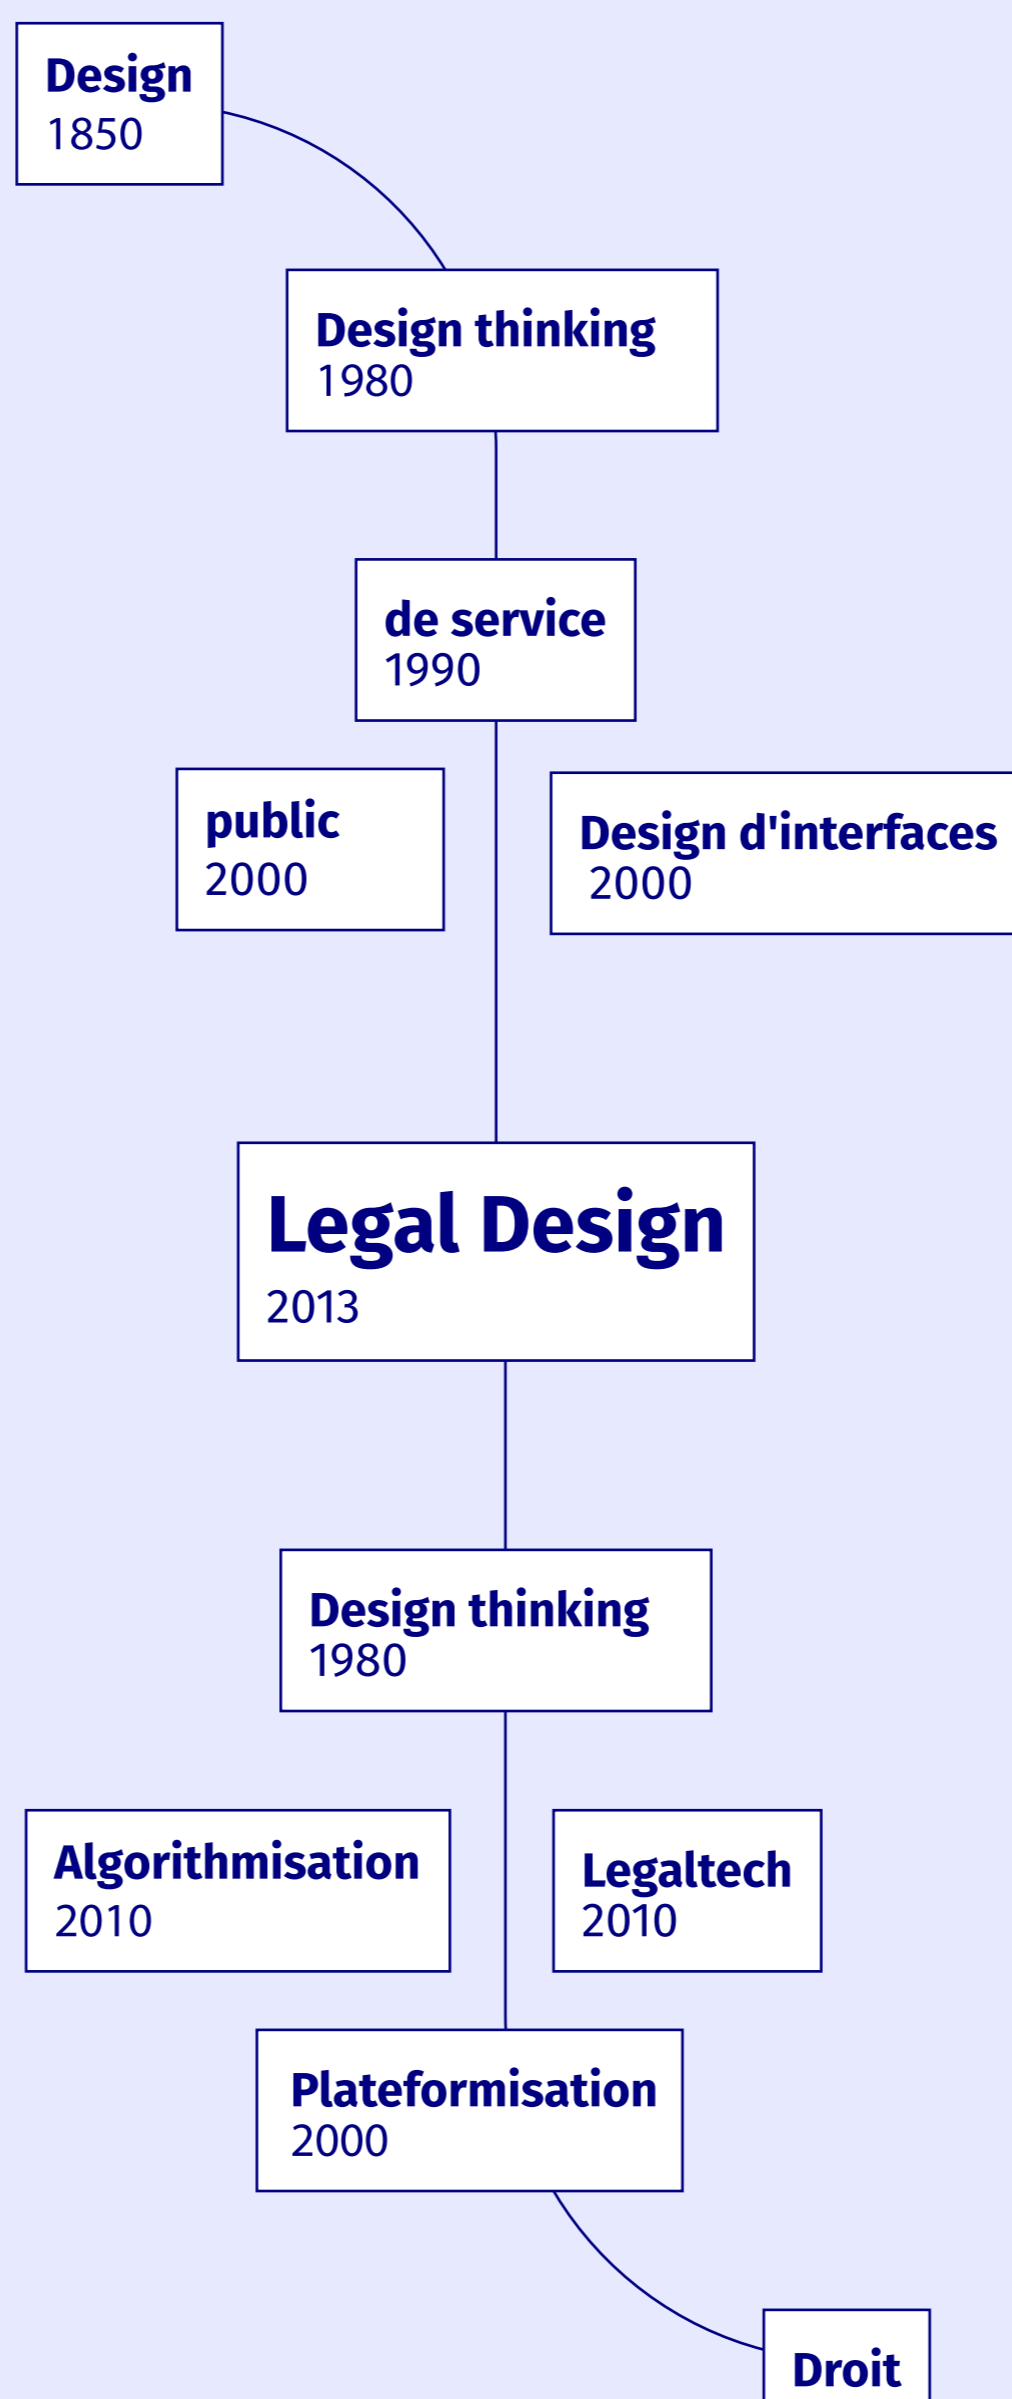 Design
1850
Design thinking
1980
de service
1990
public
2000
Design d'interfaces
2000
Legal Design
2013
Design thinking
1980
Algorithmisation
2010
Legaltech
2010
Plateformisation
2000
Droit